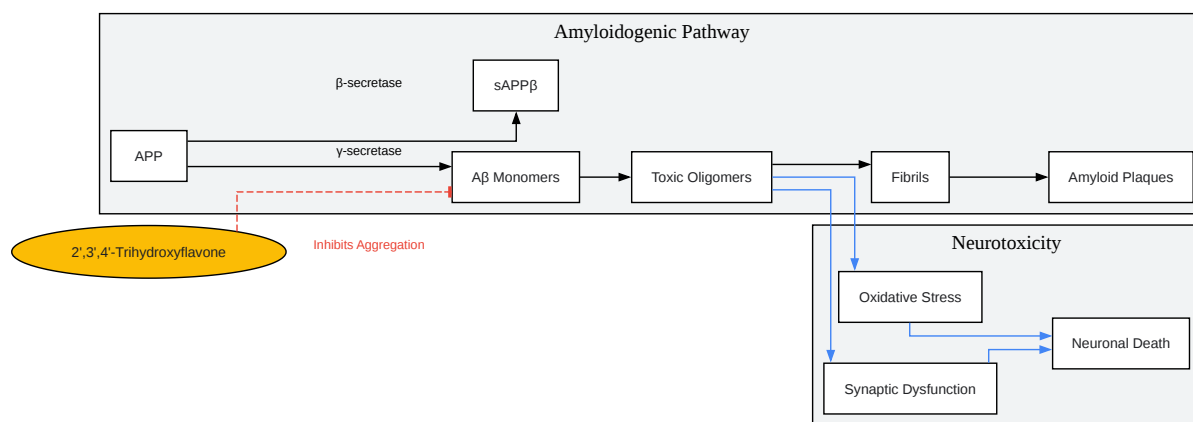 Amyloidogenic Pathway
β-secretase
sAPPβ
APP
γ-secretase
Aβ Monomers
Toxic Oligomers
Fibrils
Amyloid Plaques
2',3',4'-Trihydroxyflavone
Inhibits Aggregation
Neurotoxicity
Oxidative Stress
Neuronal Death
Synaptic Dysfunction